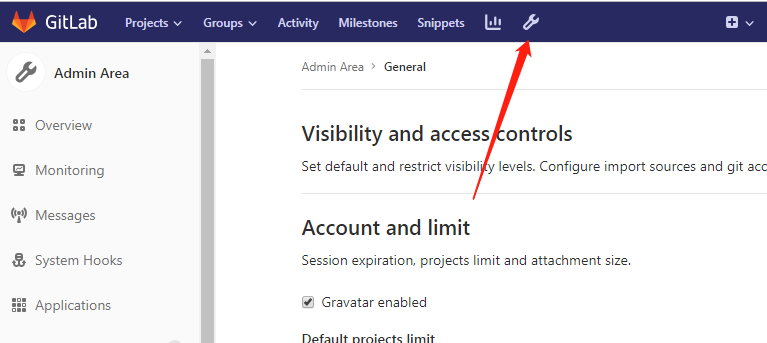 GitLab Projects Groups Activity Milestones Snippets
Admin Area
Admin Area > General
Overview
Visibility and access controls
Monitoring
Set default and restrict visibility levels. Configure import sources and git acc
Messages
Account and limit
System Hooks
Session expiration, projects limit and attachment size.
Applications
Gravatar enabled
Default projects limit